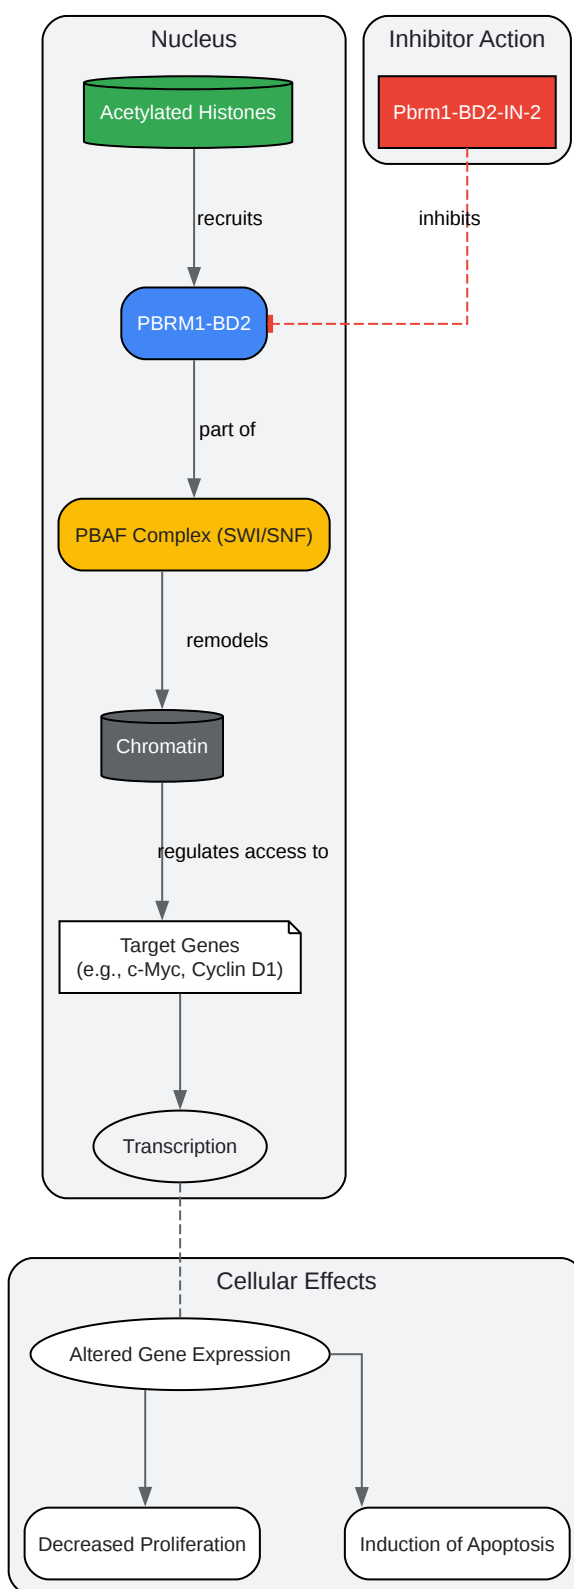 Nucleus
Inhibitor Action
Acetylated Histones
Pbrm1-BD2-IN-2
recruits
inhibits
PBRM1-BD2
part of
PBAF Complex (SWI/SNF)
remodels
Chromatin
regulates access to
Target Genes
(e.g., c-Myc, Cyclin D1)
Transcription
Cellular Effects
Altered Gene Expression
Decreased Proliferation
Induction of Apoptosis